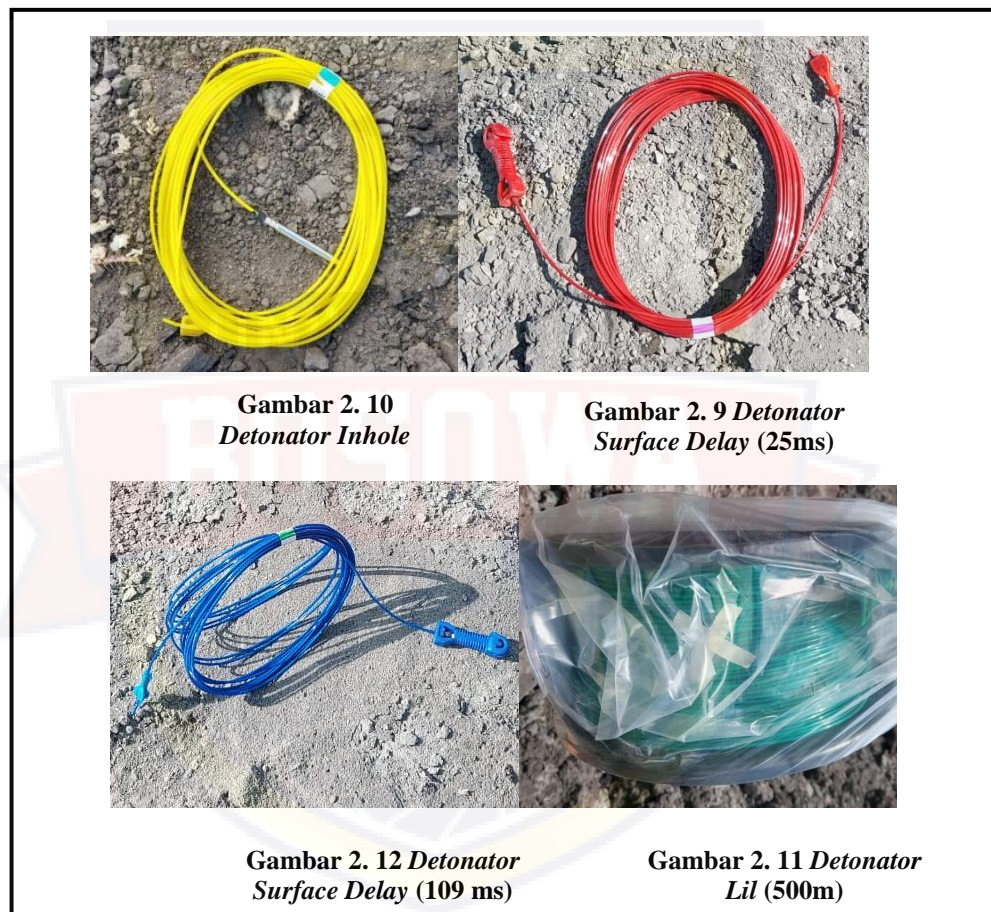 Gambar 2. 10
Detonator Inhole
Gambar 2. 9 Detonator
Surface Delay (25ms)
BOSOWA
Gambar 2. 12 Detonator
Surface Delay (109 ms)
Gambar 2. 11 Detonator
Lil (500m)